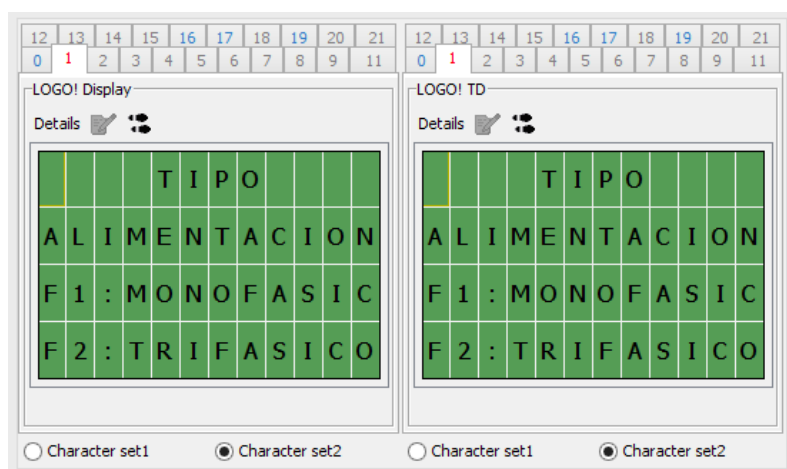 12 13 14 15 16 17 18 19 20 21
0 1 2 3 4 5 6 7 8 9 11
LOGO! Display
Details
TIPO
ALIMENTACION
F1:MONOFASIC
F2:TRIFASICO
Character set1 Character set2
12 13 14 15 16 17 18 19 20 21
0 1 2 3 4 5 6 7 8 9 11
LOGO! TD
Details
TIPO
ALIMENTACION
F1:MONOFASIC
F2:TRIFASICO
Character set1 Character set2